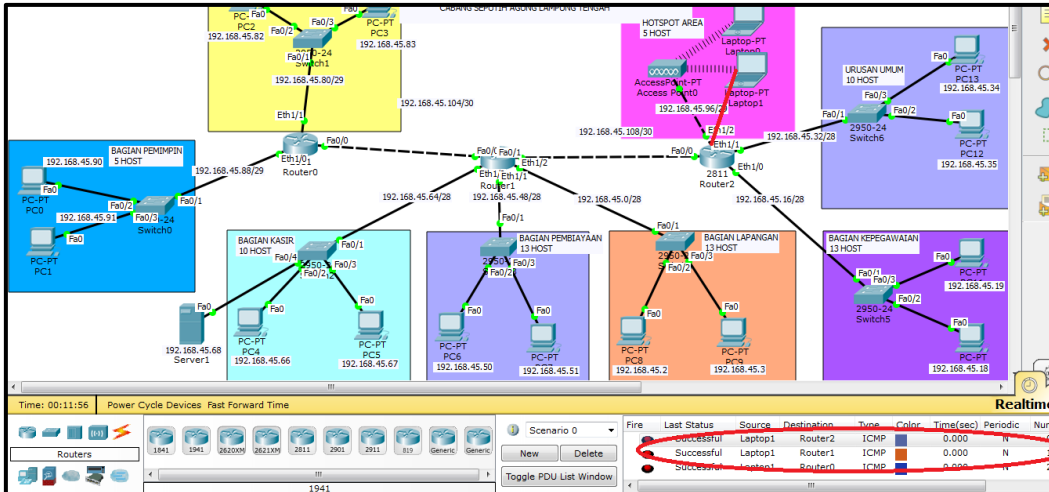 CABANG SEPUTIH AGUNG LAMPUNG TENGAH
Fa0
PC-PT
PC2
192.168.45.82
Fa0/2
Fa0/3
Fa0
PC-PT
PC3
192.168.45.83
2950-24
Switch1
Fa0/1
192.168.45.80/29
192.168.45.104/30
Eth1/1
HOTSPOT AREA
5 HOST
Laptop-PT
Laptop0
AccessPoint-PT
Access Point0
Laptop-PT
Laptop1
192.168.45.96/29
192.168.45.108/30
Eth1/2
URUSAN UMUM
10 HOST
Fa0
PC-PT
PC13
192.168.45.34
Fa0/3
Fa0/1
Fa0/2
Fa0
2950-24
Switch6
PC-PT
PC12
192.168.45.35
192.168.45.32/28
BAGIAN PEMIMPIN
5 HOST
192.168.45.90
Fa0
PC-PT
PC0
192.168.45.88/29
Fa0/2
Fa0/1
192.168.45.91
Fa0/3
Switch0
Fa0
PC-PT
PC1
Eth1/0
Fa0/0
Router0
Fa0/0
Fa0/1
Eth1/2
Eth1/1
Router1
Fa0/0
Eth1/1
Eth1/0
2811
Router2
192.168.45.64/28
192.168.45.48/28
192.168.45.0/28
192.168.45.16/28
BAGIAN KASIR
10 HOST
Fa0/1
Fa0/4
Fa0/3
Fa0/2
Fa0
192.168.45.68
Server1
Fa0
PC-PT
PC4
192.168.45.66
Fa0
PC-PT
PC5
192.168.45.67
BAGIAN PEMBIAYAAN
13 HOST
Fa0/1
Fa0/3
Fa0/2
Fa0
PC-PT
PC6
192.168.45.50
Fa0
PC-PT
192.168.45.51
BAGIAN LAPANGAN
13 HOST
Fa0/1
Fa0/3
Fa0/2
Fa0
PC-PT
PC8
192.168.45.2
Fa0
PC-PT
PC9
192.168.45.3
BAGIAN KEPEGAWAIAN
13 HOST
Fa0/1
Fa0/3
Fa0/2
2950-24
Switch5
Fa0
PC-PT
192.168.45.19
Fa0
PC-PT
192.168.45.18
Time: 00:11:56 Power Cycle Devices Fast Forward Time
Realtime
Routers
1841 1941 2620XM 2621XM 2811 2901 2911 819 Generic Generic
1941
Scenario 0
New Delete
Toggle PDU List Window
Fire Last Status Source Destination Type Color Time(sec) Periodic Num
Successful Laptop1 Router2 ICMP 0.000 N
Successful Laptop1 Router1 ICMP 0.000 N
Successful Laptop1 Router0 ICMP 0.000 N